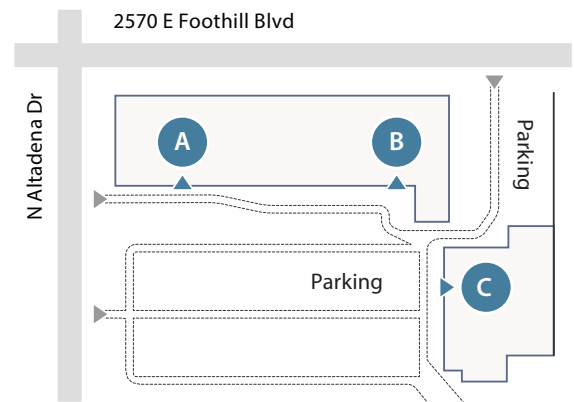 2570 E Foothill Blvd
N Altadena Dr
A
B
Parking
Parking
C